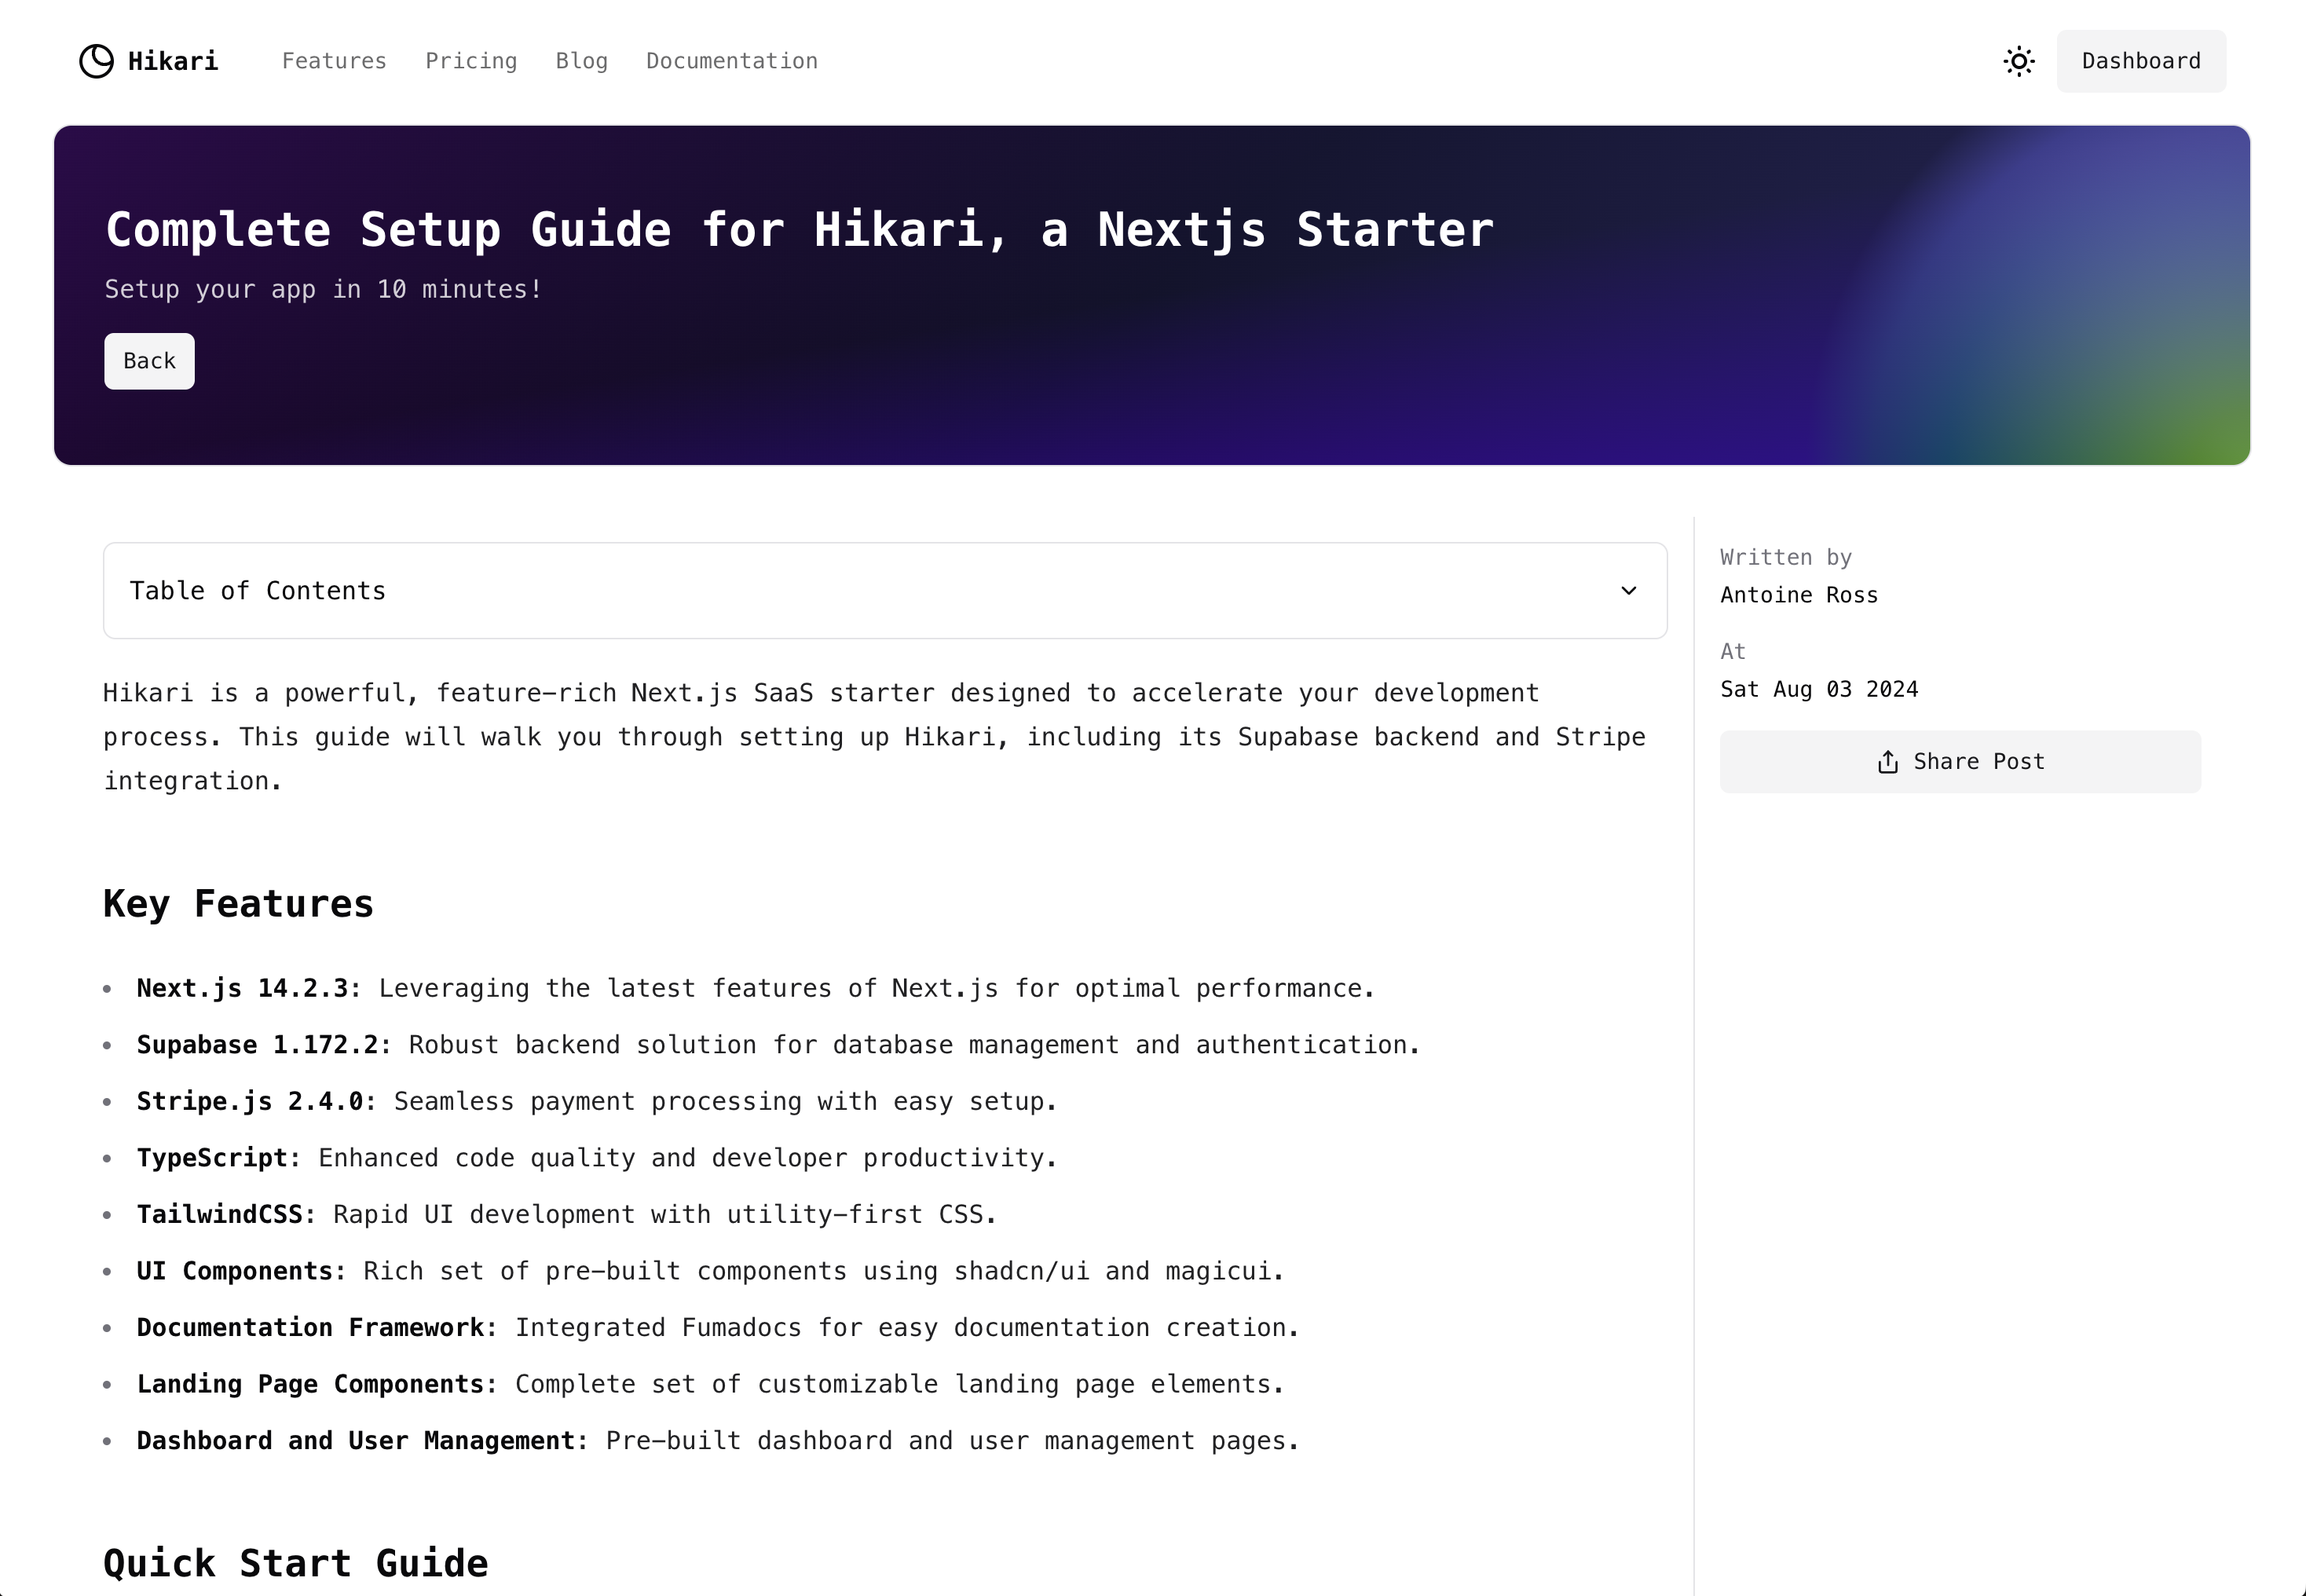 Hikari
Features
Pricing
Blog
Documentation
Dashboard
Complete Setup Guide for Hikari, a Nextjs Starter
Setup your app in 10 minutes!
Back
Table of Contents
Hikari is a powerful, feature-rich Next.js SaaS starter designed to accelerate your development
process. This guide will walk you through setting up Hikari, including its Supabase backend and Stripe
integration.
Key Features
Next.js 14.2.3: Leveraging the latest features of Next.js for optimal performance.
Supabase 1.172.2: Robust backend solution for database management and authentication.
Stripe.js 2.4.0: Seamless payment processing with easy setup.
TypeScript: Enhanced code quality and developer productivity.
TailwindCSS: Rapid UI development with utility-first CSS.
UI Components: Rich set of pre-built components using shadcn/ui and magicui.
Documentation Framework: Integrated Fumadocs for easy documentation creation.
Landing Page Components: Complete set of customizable landing page elements.
Dashboard and User Management: Pre-built dashboard and user management pages.
Quick Start Guide
Written by
Antoine Ross
At
Sat Aug 03 2024
Share Post